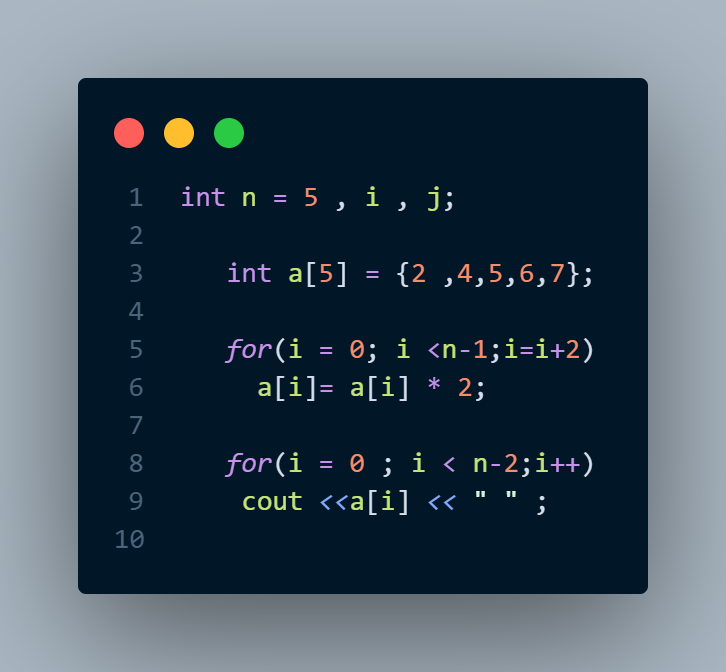 1 int n = 5 , i , j;
2
3 int a[5] = {2 ,4,5,6,7};
4
5 for(i = 0; i <n-1;i=i+2)
6 a[i]= a[i] * 2;
7
8 for(i = 0 ; i < n-2;i++)
9 cout <<a[i] << " " ;
10